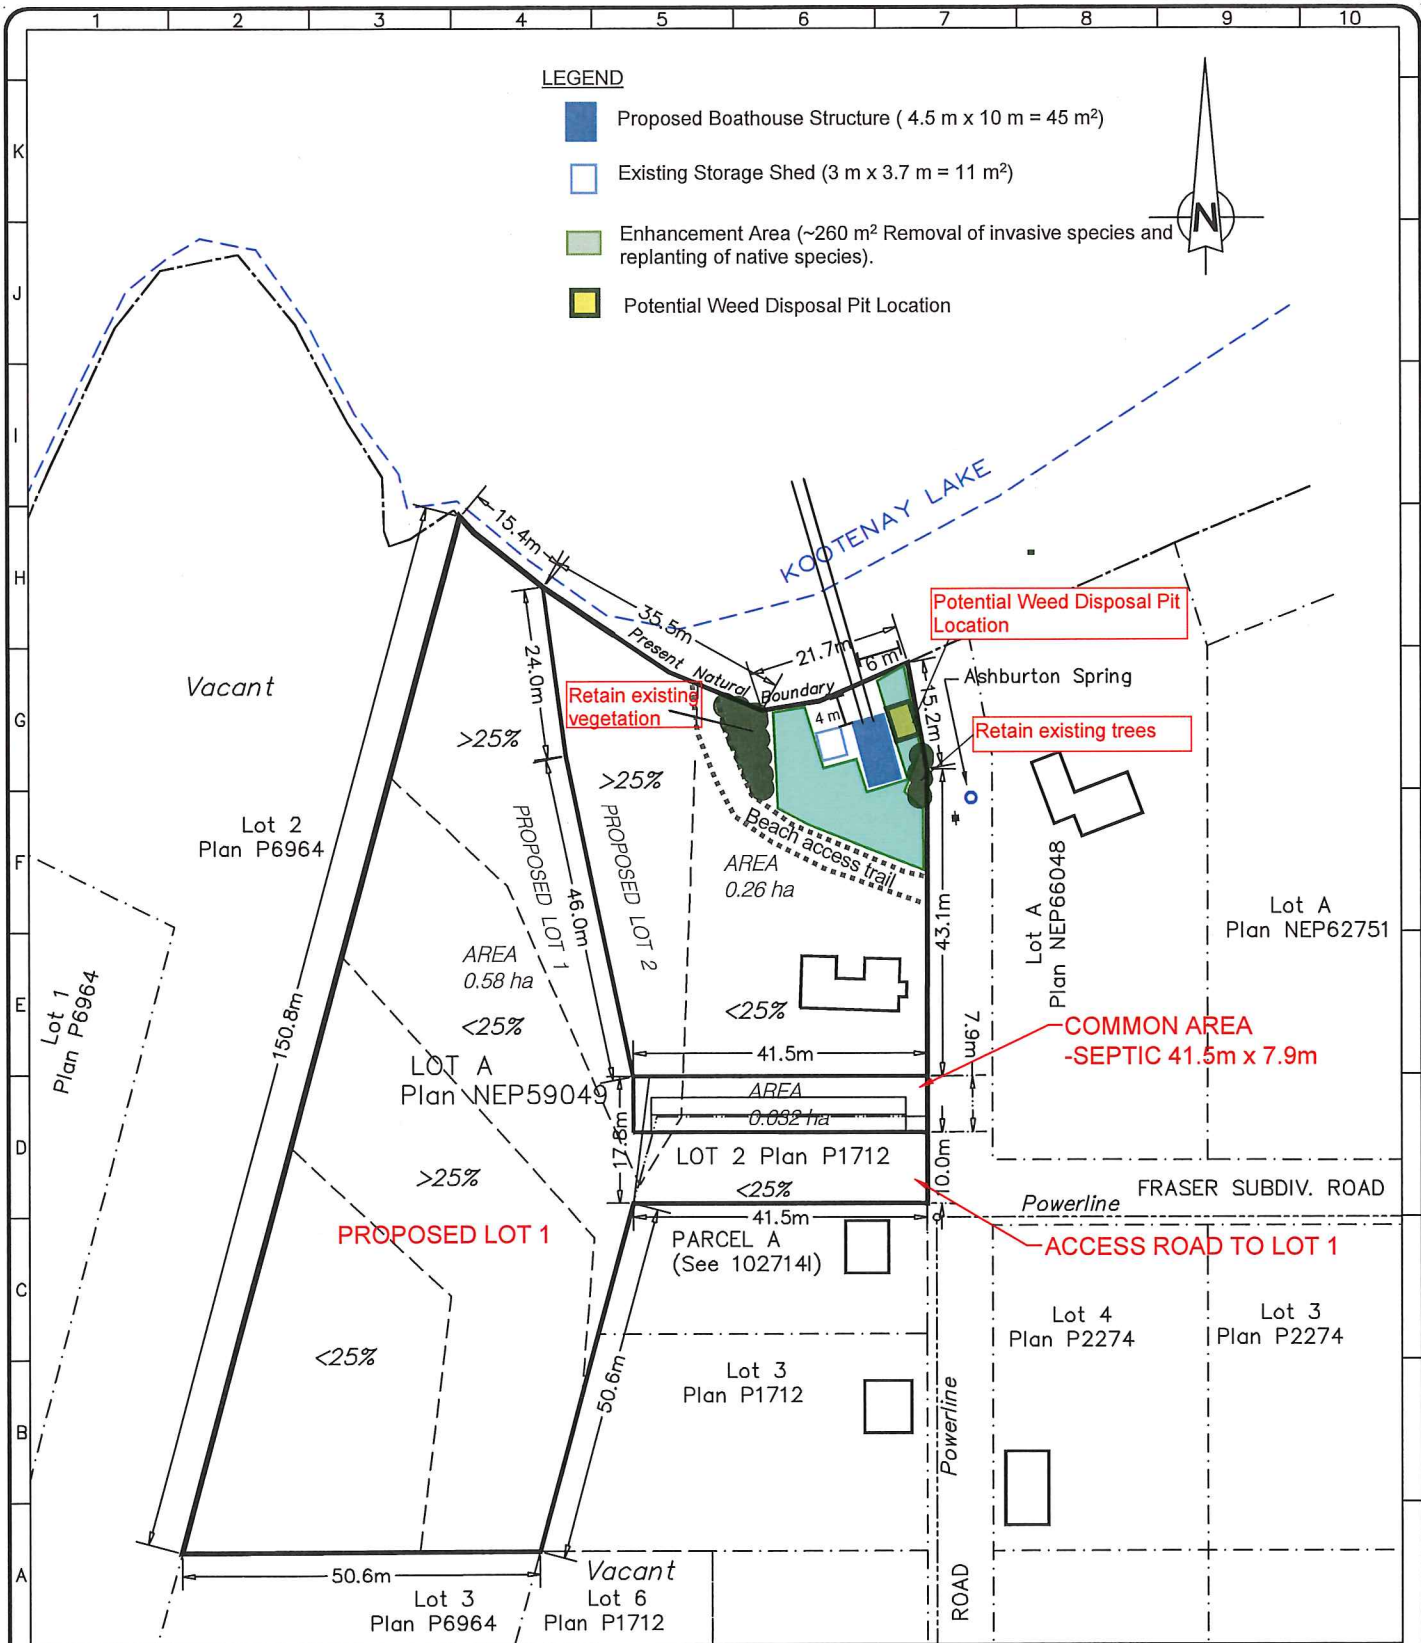 1 2 3 4 5 6 7 8 9 10
K
J
I
H
G
F
E
D
C
B
A
LEGEND
Proposed Boathouse Structure ( 4.5 m x 10 m = 45 m²)
Existing Storage Shed (3 m x 3.7 m = 11 m²)
Enhancement Area (~260 m² Removal of invasive species and
replanting of native species).
Potential Weed Disposal Pit Location
N
KOOTENAY LAKE
15.4m
35.5m
Present Natural Boundary
21.7m
6 m
4 m
15.2m
24.0m
Potential Weed Disposal Pit
Location
Ashburton Spring
Retain existing
vegetation
Retain existing trees
Vacant
>25%
>25%
Lot 2
Plan P6964
PROPOSED LOT 1
PROPOSED LOT 2
46.0m
Beach access trail
AREA
0.26 ha
43.1m
Lot A
Plan NEP66048
Lot A
Plan NEP62751
Lot 1
Plan P6964
150.8m
AREA
0.58 ha
<25%
<25%
7.9m
COMMON AREA
-SEPTIC 41.5m x 7.9m
41.5m
LOT A
Plan NEP59049
AREA
0.032 ha
17.8m
LOT 2 Plan P1712
<25%
10.0m
>25%
41.5m
Powerline
FRASER SUBDIV. ROAD
PROPOSED LOT 1
PARCEL A
(See 102714I)
ACCESS ROAD TO LOT 1
Lot 4
Plan P2274
Lot 3
Plan P2274
<25%
50.6m
Lot 3
Plan P1712
Powerline
ROAD
50.6m
Lot 3
Plan P6964
Vacant
Lot 6
Plan P1712